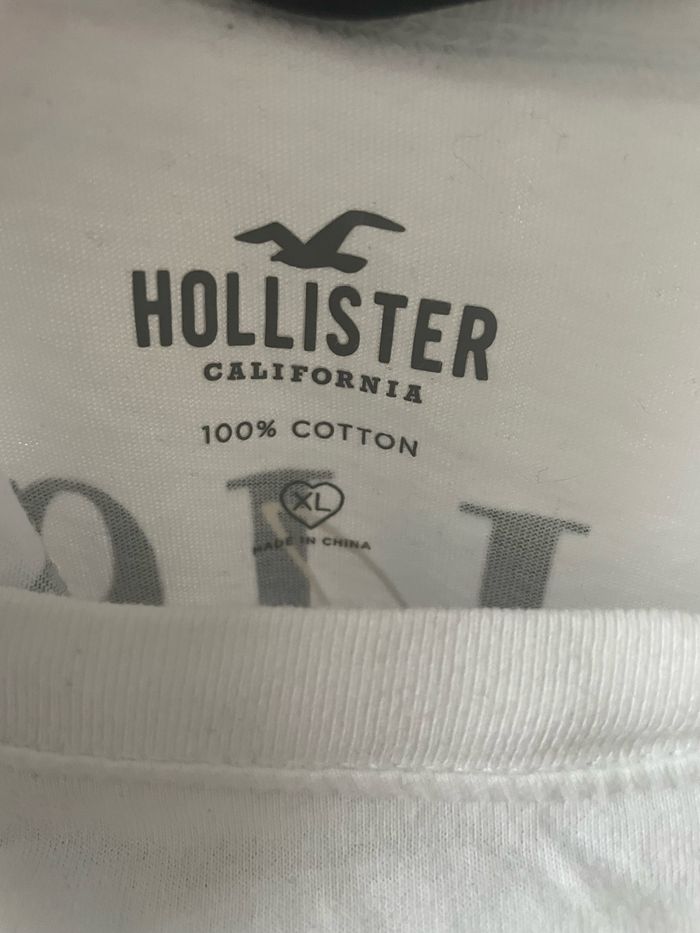 HOLLISTER
CALIFORNIA
100% COTTON
XL
MADE IN CHINA